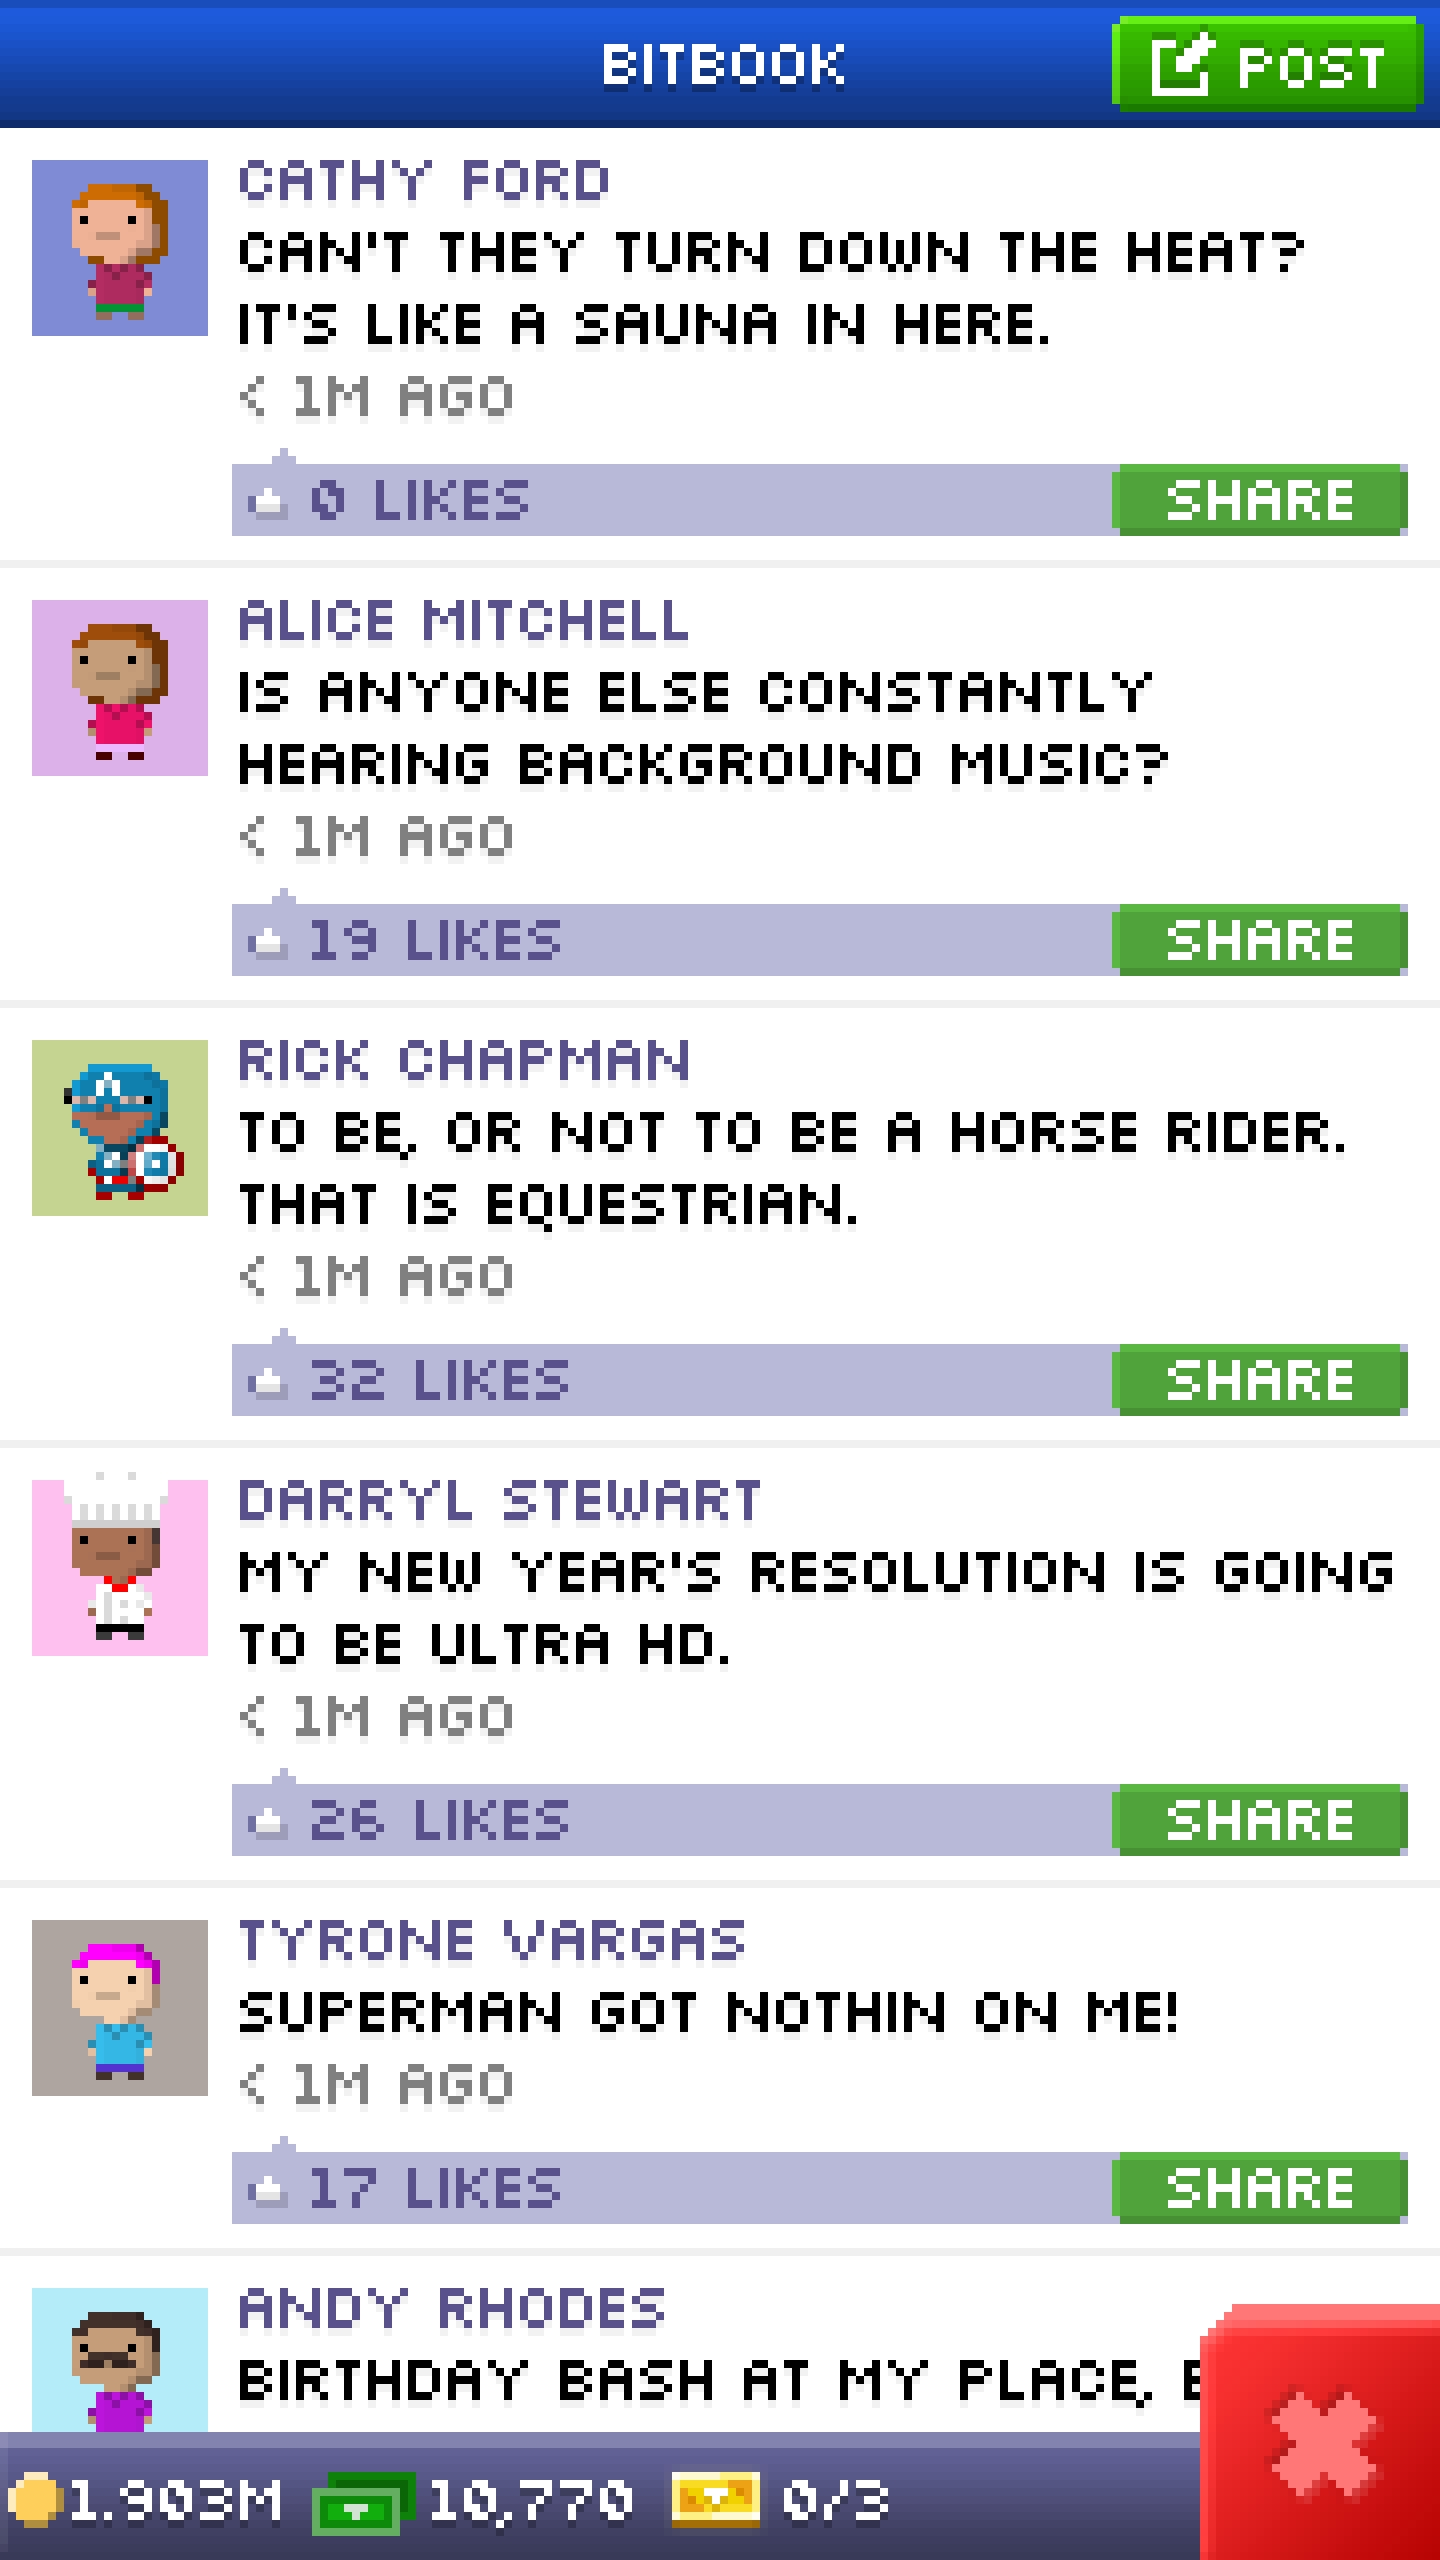 BITBOOK
POST
CATHY FORD
CAN'T THEY TURN DOWN THE HEAT?
IT'S LIKE A SAUNA IN HERE.
< 1M AGO
0 LIKES
SHARE
ALICE MITCHELL
IS ANYONE ELSE CONSTANTLY
HEARING BACKGROUND MUSIC?
< 1M AGO
19 LIKES
SHARE
RICK CHAPMAN
TO BE, OR NOT TO BE A HORSE RIDER.
THAT IS EQUESTRIAN.
< 1M AGO
32 LIKES
SHARE
DARRYL STEWART
MY NEW YEAR'S RESOLUTION IS GOING
TO BE ULTRA HD.
< 1M AGO
26 LIKES
SHARE
TYRONE VARGAS
SUPERMAN GOT NOTHIN ON ME!
< 1M AGO
17 LIKES
SHARE
ANDY RHODES
BIRTHDAY BASH AT MY PLACE,
1.903M
10,770
0/3